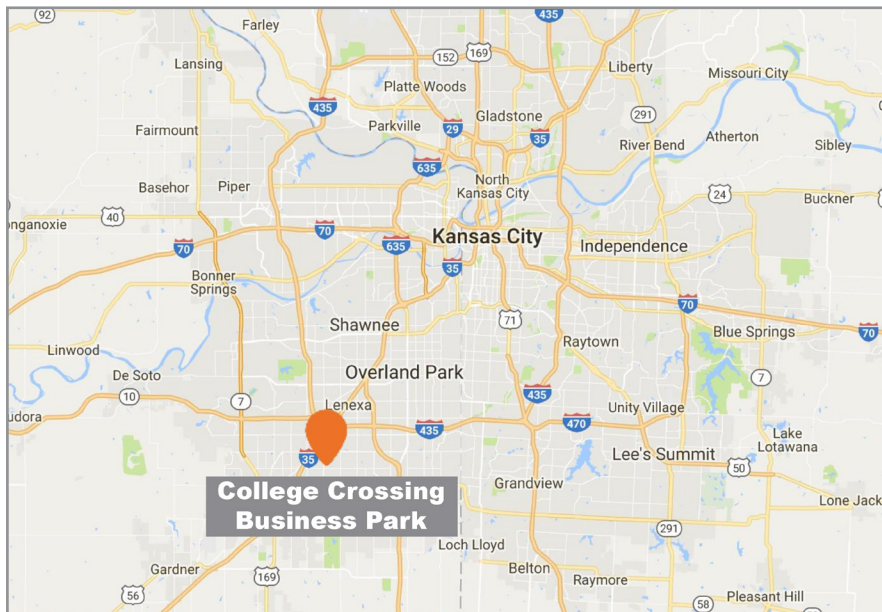 92
Farley
435
169
152
Lansing
Liberty
Missouri City
Platte Woods
435
291
Gladstone
Parkville
29
35
Fairmount
River Bend
Atherton
Sibley
635
North
Kansas City
Basehor
Piper
24
Buckner
40
onganoxie
70
Kansas City
Independence
70
635
35
Bonner
Springs
70
71
Shawnee
Blue Springs
70
Raytown
Linwood
De Soto
Overland Park
7
10
435
7
Lenexa
Unity Village
udora
435
470
Lake
Lotawana
35
Lee's Summit
50
Grandview
College Crossing
Business Park
Lone Jack
291
Loch Lloyd
Gardner
169
Belton
Raymore
56
58
Pleasant Hill